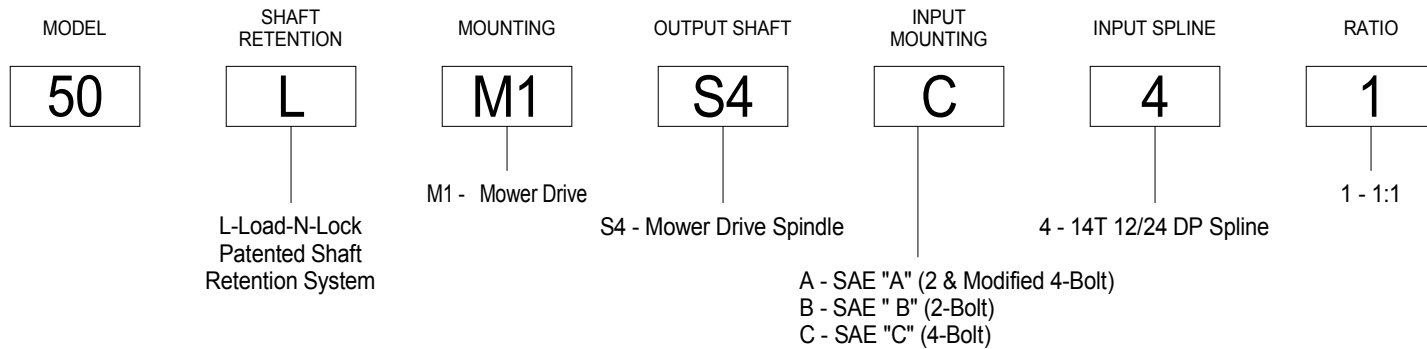 MODEL
SHAFT
RETENTION
MOUNTING
OUTPUT SHAFT
INPUT
MOUNTING
INPUT SPLINE
RATIO
50
L
M1
S4
C
4
1
L-Load-N-Lock
Patented Shaft
Retention System
M1 - Mower Drive
S4 - Mower Drive Spindle
A - SAE "A" (2 & Modified 4-Bolt)
B - SAE " B" (2-Bolt)
C - SAE "C" (4-Bolt)
4 - 14T 12/24 DP Spline
1 - 1:1